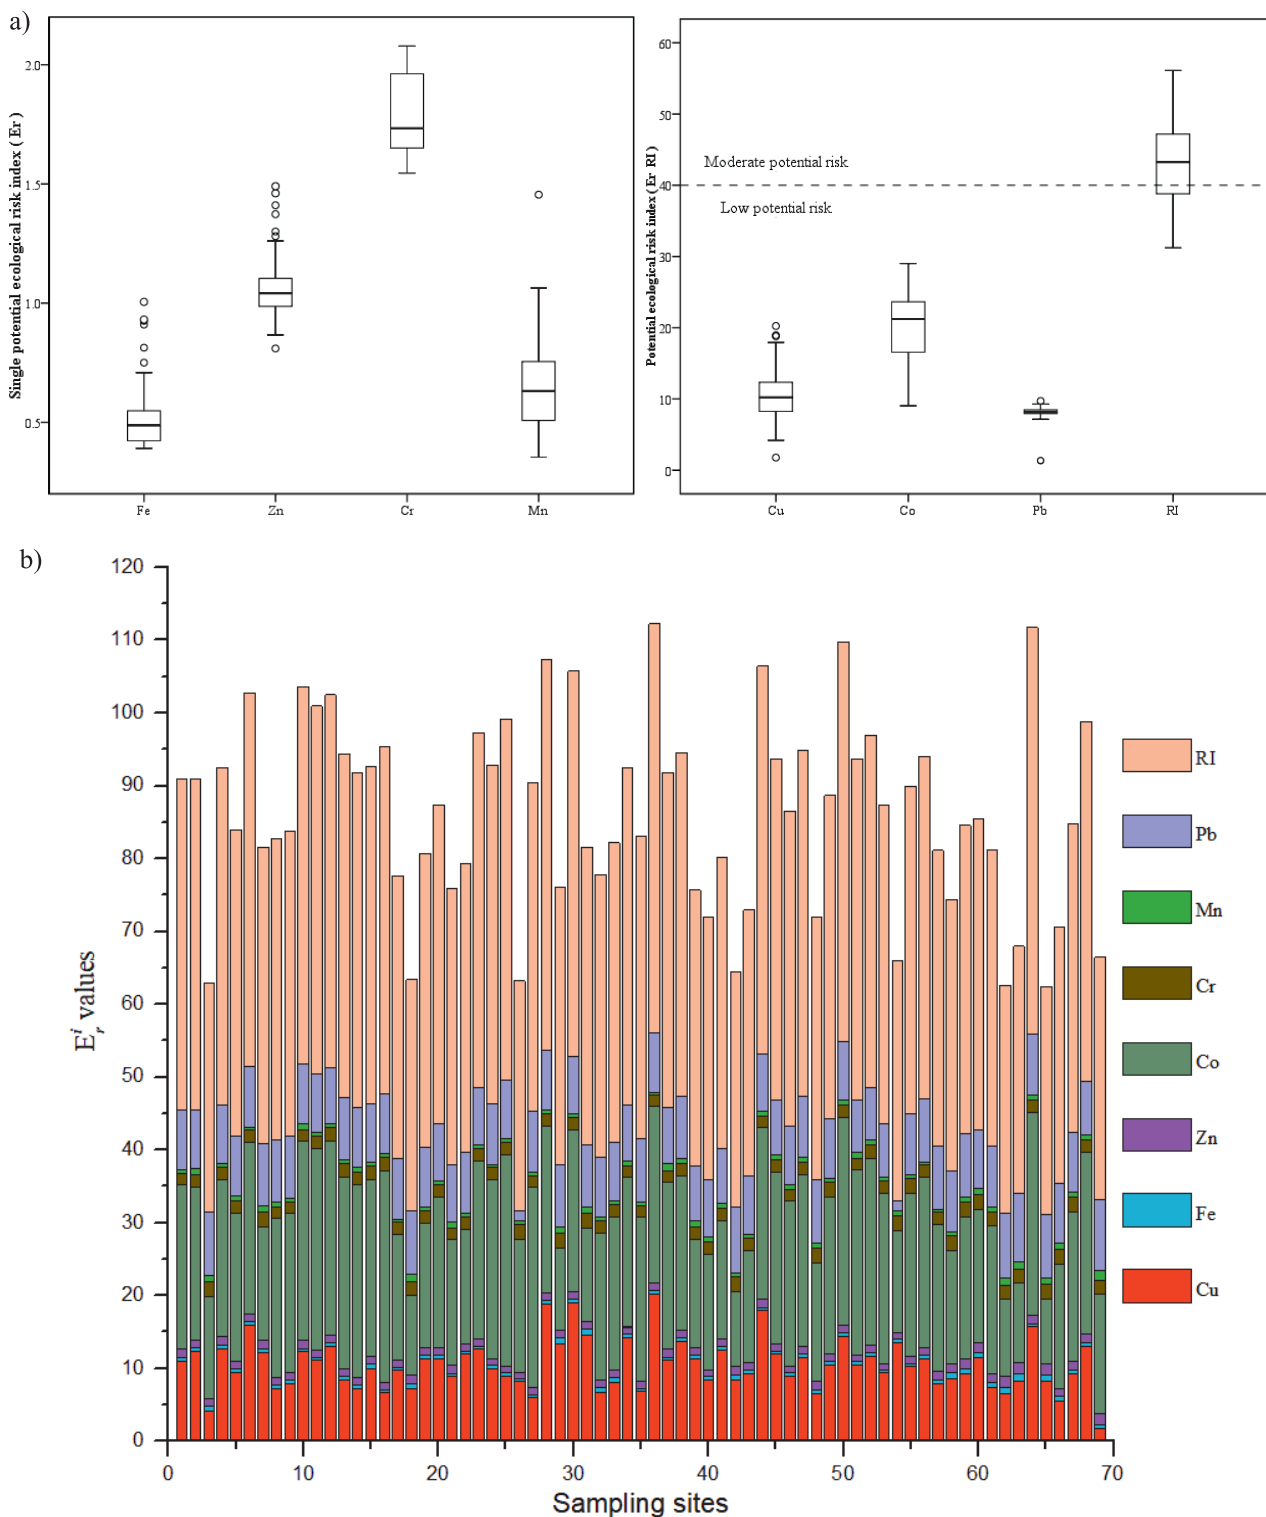 a)
Single potential ecological risk index ( Er )
2.0
1.5
1.0
0.5
Fe Zn Cr Mn
Potential ecological risk index ( Er RI )
60
50
40
30
20
10
0
Moderate potential risk
Low potential risk
Cu Co Pb RI
b)
E_r^i values
120
110
100
90
80
70
60
50
40
30
20
10
0
0 10 20 30 40 50 60 70
Sampling sites
RI
Pb
Mn
Cr
Co
Zn
Fe
Cu